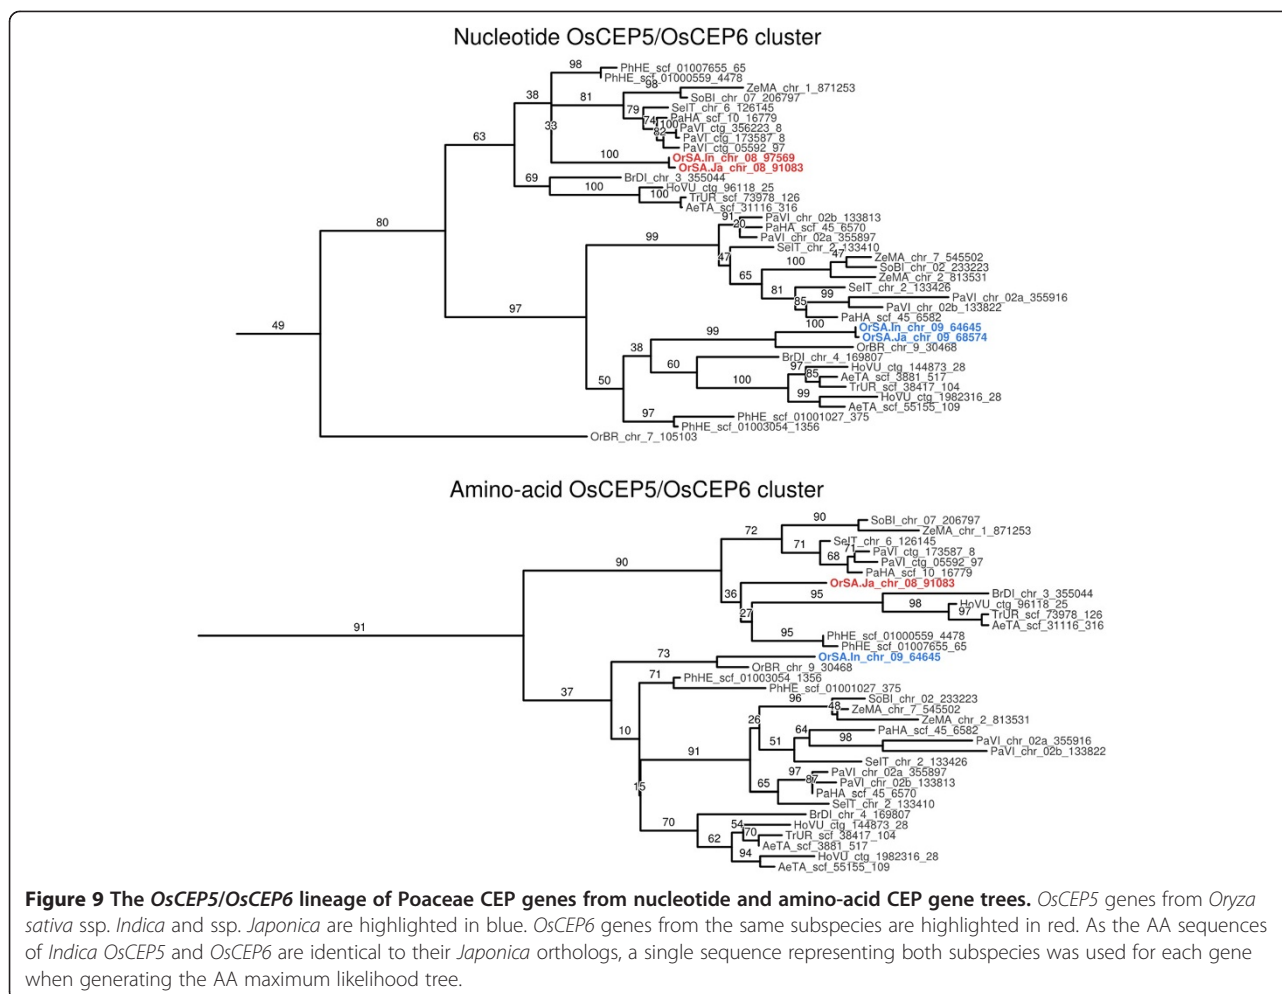 Nucleotide OsCEP5/OsCEP6 cluster
98
PhHE_scf_01007655_65
PhHE_scf_01000559_4478
98
ZeMA_chr_1_871253
38
81
SoBI_chr_07_206797
79
SeIT_chr_6_126145
33
74
100
PaHA_scf_10_16779
PaVI_ctg_356223_8
82
PaVI_ctg_173587_8
63
PaVI_ctg_05592_97
100
OrSA.In_chr_08_97569
OrSA.Ja_chr_08_91083
69
BrDI_chr_3_355044
100
HoVU_ctg_96118_25
100
TrUR_scf_73978_126
AeTA_scf_31116_316
80
91
PaVI_chr_02b_133813
20
PaHA_scf_45_6570
99
PaVI_chr_02a_355897
47
SeIT_chr_2_133410
100
47
ZeMA_chr_7_545502
65
SoBI_chr_02_233223
ZeMA_chr_2_813531
81
SeIT_chr_2_133426
85
99
PaVI_chr_02a_355916
97
PaVI_chr_02b_133822
PaHA_scf_45_6582
49
99
100
OrSA.In_chr_09_64645
OrSA.Ja_chr_09_68574
38
OrBR_chr_9_30468
60
BrDI_chr_4_169807
97
HoVU_ctg_144873_28
85
AeTA_scf_3881_517
50
100
TrUR_scf_38417_104
99
HoVU_ctg_1982316_28
AeTA_scf_55155_109
97
PhHE_scf_01001027_375
PhHE_scf_01003054_1356
OrBR_chr_7_105103
Amino-acid OsCEP5/OsCEP6 cluster
90
SoBI_chr_07_206797
72
ZeMA_chr_1_871253
71
SeIT_chr_6_126145
71
PaVI_ctg_173587_8
68
PaVI_ctg_05592_97
90
PaHA_scf_10_16779
OrSA.Ja_chr_08_91083
36
95
BrDI_chr_3_355044
27
98
HoVU_ctg_96118_25
97
TrUR_scf_73978_126
AeTA_scf_31116_316
91
95
PhHE_scf_01000559_4478
PhHE_scf_01007655_65
73
OrSA.In_chr_09_64645
OrBR_chr_9_30468
37
71
PhHE_scf_01003054_1356
PhHE_scf_01001027_375
96
SoBI_chr_02_233223
48
ZeMA_chr_7_545502
26
ZeMA_chr_2_813531
10
64
PaHA_scf_45_6582
51
98
PaVI_chr_02a_355916
PaVI_chr_02b_133822
91
SeIT_chr_2_133426
97
PaVI_chr_02a_355897
65
87
PaVI_chr_02b_133813
15
PaHA_scf_45_6570
SeIT_chr_2_133410
70
BrDI_chr_4_169807
54
HoVU_ctg_144873_28
62
70
TrUR_scf_38417_104
AeTA_scf_3881_517
94
HoVU_ctg_1982316_28
AeTA_scf_55155_109
Figure 9 The OsCEP5/OsCEP6 lineage of Poaceae CEP genes from nucleotide and amino-acid CEP gene trees. OsCEP5 genes from Oryza
sativa ssp. Indica and ssp. Japonica are highlighted in blue. OsCEP6 genes from the same subspecies are highlighted in red. As the AA sequences
of Indica OsCEP5 and OsCEP6 are identical to their Japonica orthologs, a single sequence representing both subspecies was used for each gene
when generating the AA maximum likelihood tree.